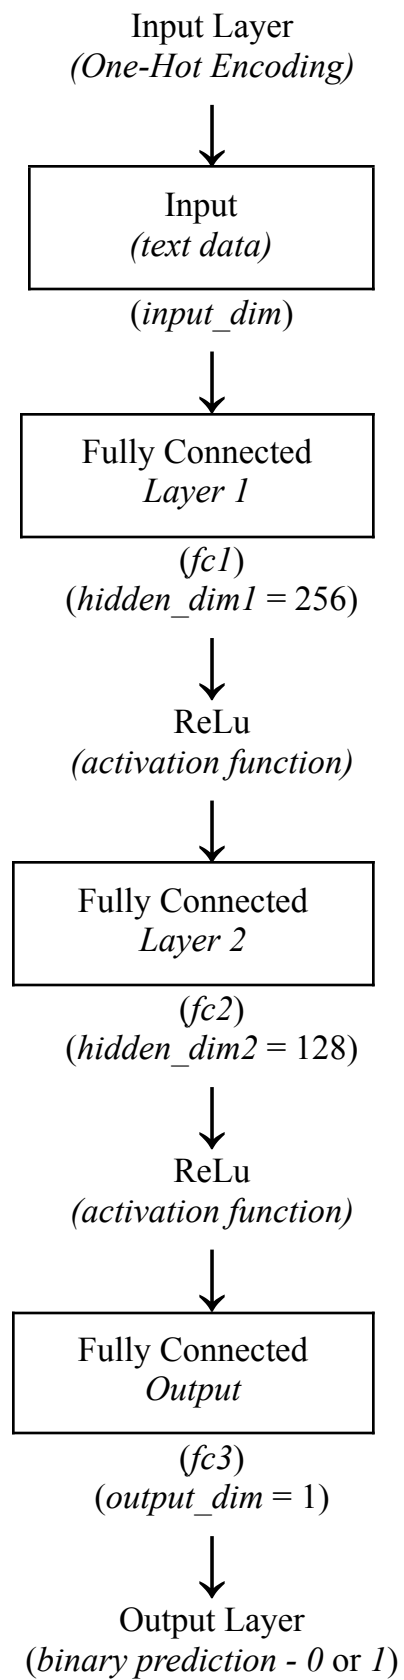 Input Layer
(One-Hot Encoding)
Input
(text data)
(input_dim)
Fully Connected
Layer 1
(fc1)
(hidden_dim1 = 256)
ReLu
(activation function)
Fully Connected
Layer 2
(fc2)
(hidden_dim2 = 128)
ReLu
(activation function)
Fully Connected
Output
(fc3)
(output_dim = 1)
Output Layer
(binary prediction - 0 or 1)